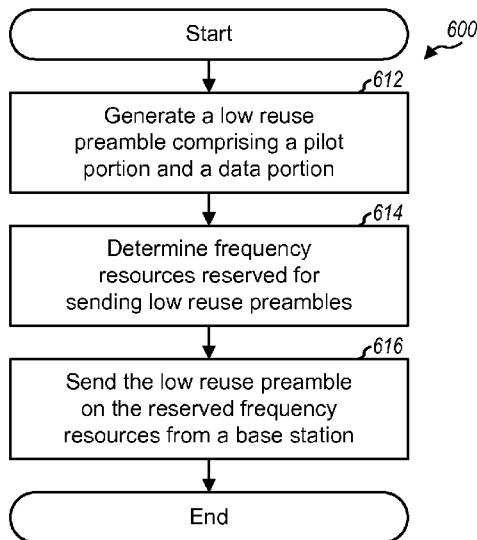 Start
600
612
Generate a low reuse
preamble comprising a pilot
portion and a data portion
614
Determine frequency
resources reserved for
sending low reuse preambles
616
Send the low reuse preamble
on the reserved frequency
resources from a base station
End